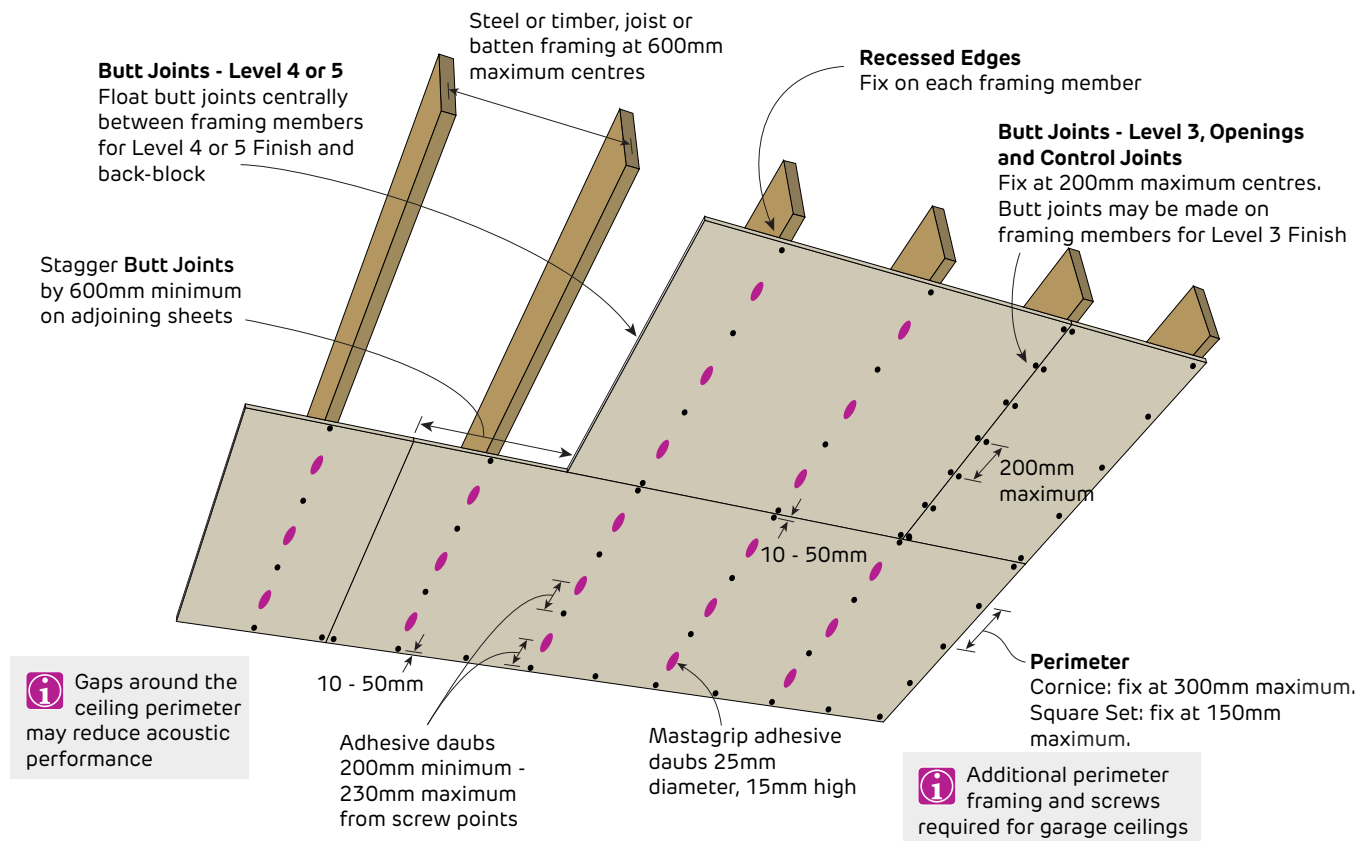 Steel or timber, joist or
batten framing at 600mm
maximum centres
Butt Joints - Level 4 or 5
Float butt joints centrally
between framing members
for Level 4 or 5 Finish and
back-block
Recessed Edges
Fix on each framing member
Butt Joints - Level 3, Openings
and Control Joints
Fix at 200mm maximum centres.
Butt joints may be made on
framing members for Level 3 Finish
Stagger Butt Joints
by 600mm minimum
on adjoining sheets
200mm
maximum
10 - 50mm
10 - 50mm
i Gaps around the
ceiling perimeter
may reduce acoustic
performance
Adhesive daubs
200mm minimum -
230mm maximum
from screw points
Mastagrip adhesive
daubs 25mm
diameter, 15mm high
Perimeter
Cornice: fix at 300mm maximum.
Square Set: fix at 150mm
maximum.
i Additional perimeter
framing and screws
required for garage ceilings